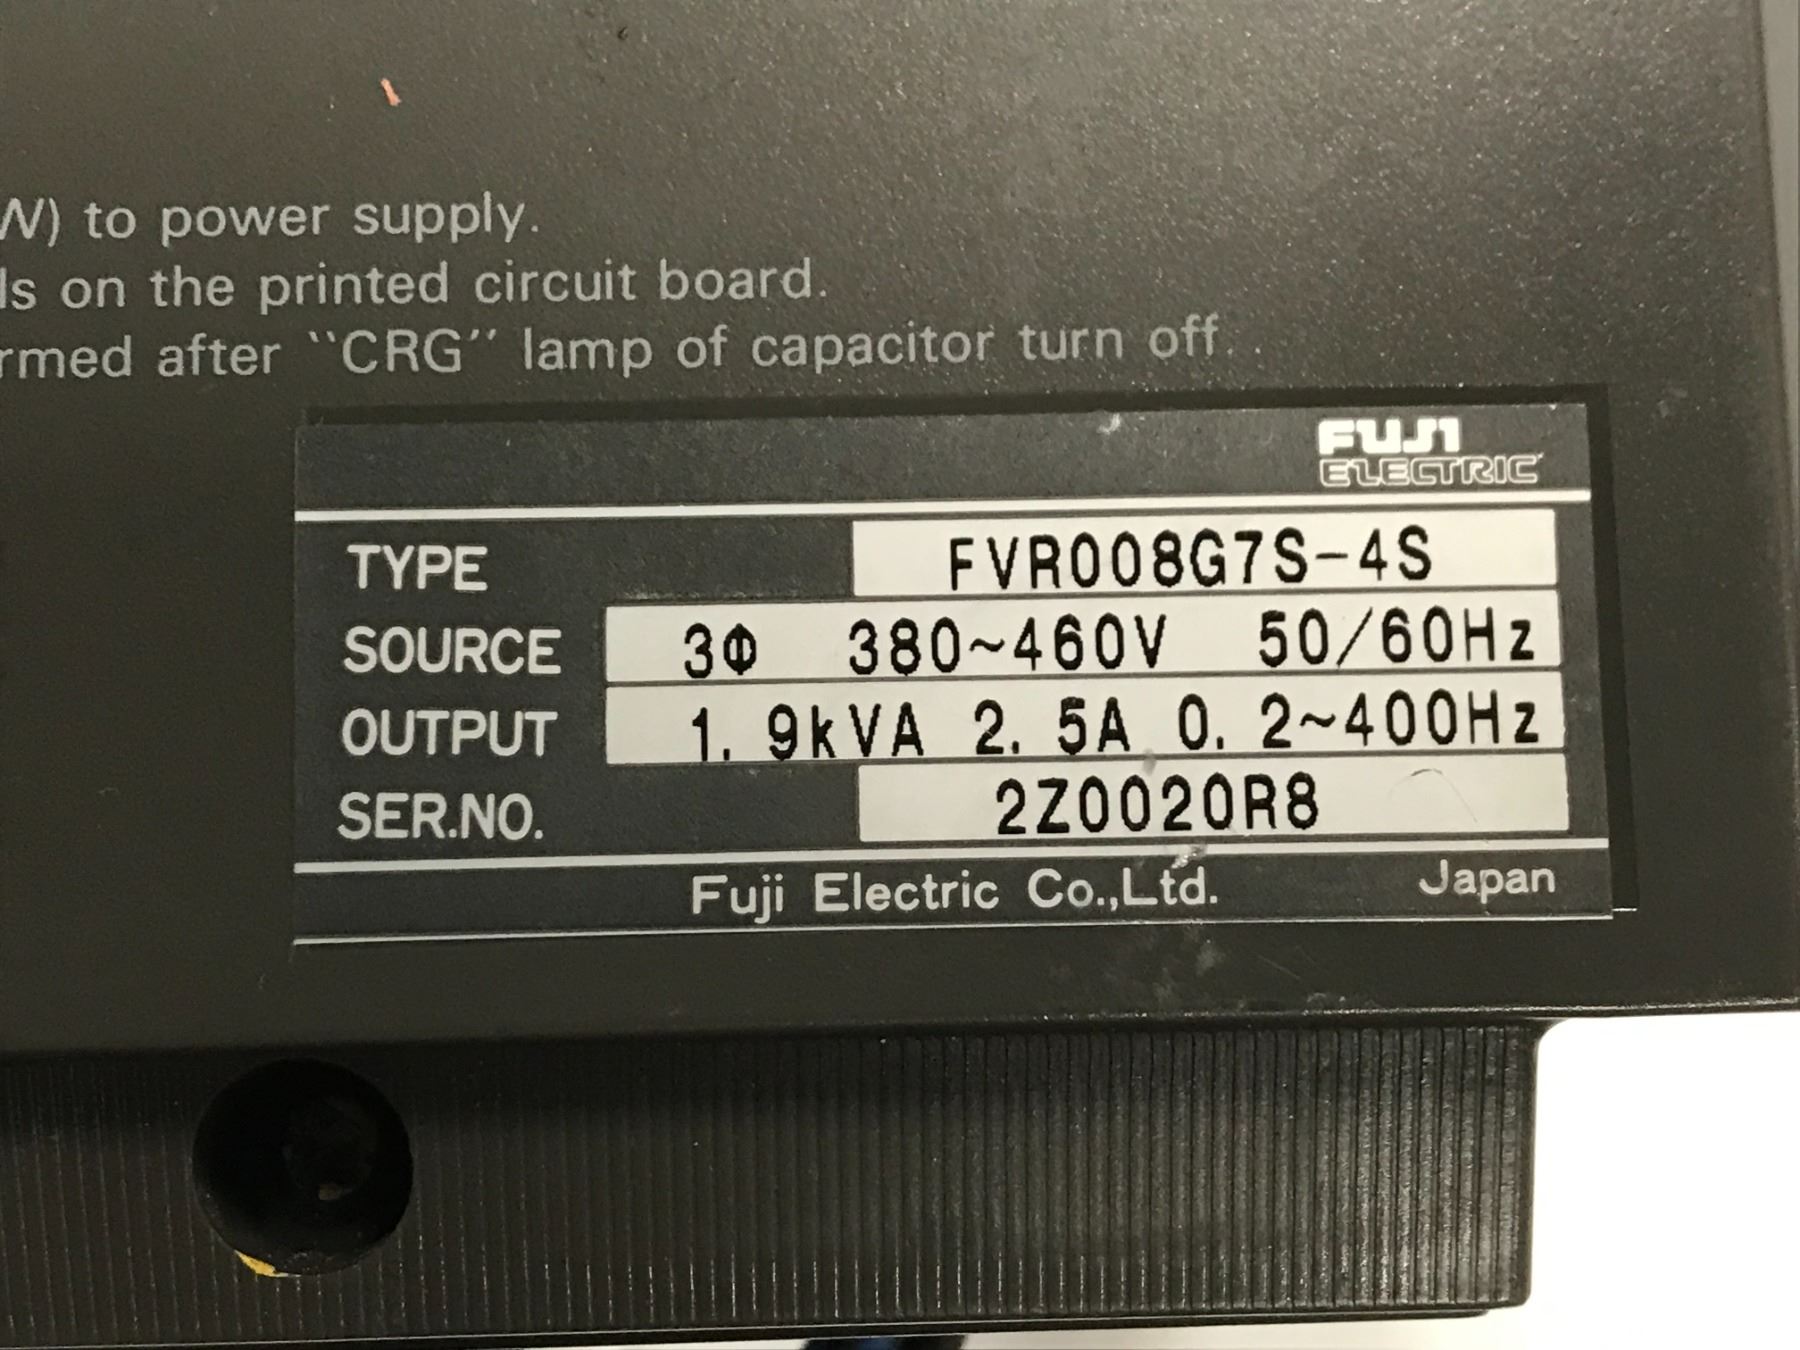 W) to power supply.
ls on the printed circuit board.
rmed after "CRG" lamp of capacitor turn off.
FUJI
ELECTRIC
TYPE FVR008G7S-4S
SOURCE 3Φ 380~460V 50/60Hz
OUTPUT 1.9kVA 2.5A 0.2~400Hz
SER.NO. 2Z0020R8
Fuji Electric Co.,Ltd. Japan